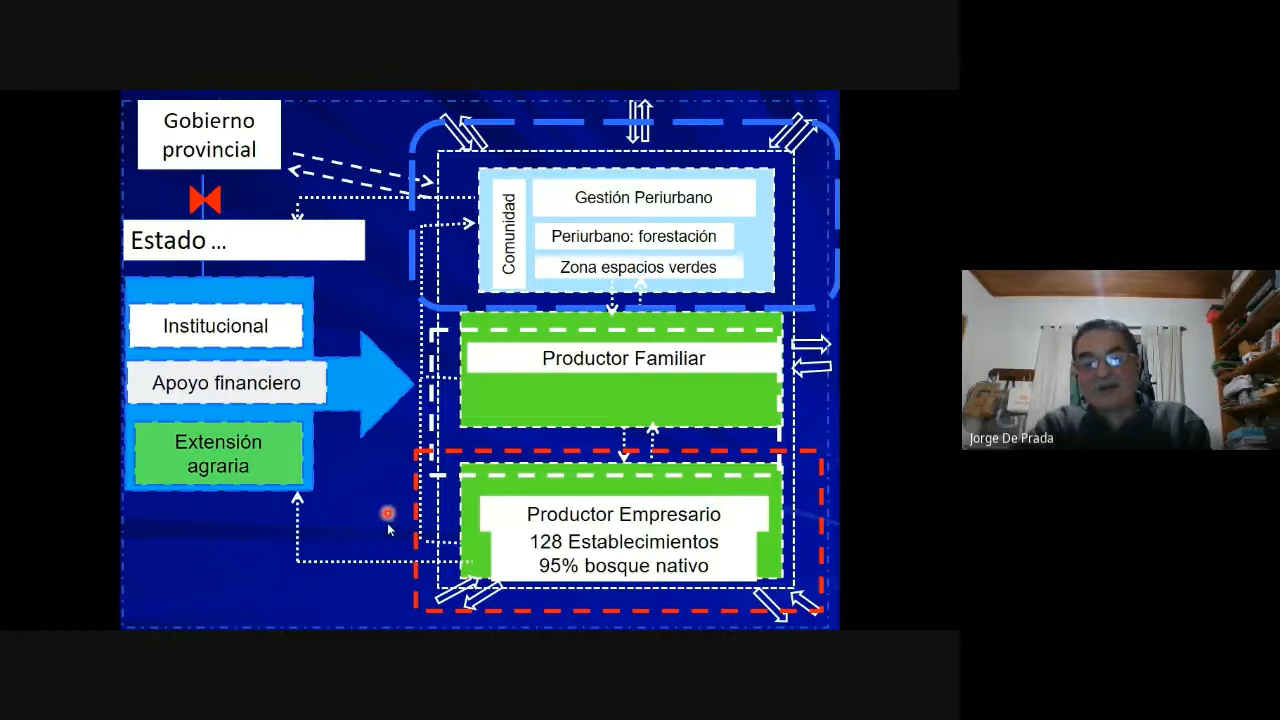 Gobierno
provincial
Estado ...
Institucional
Apoyo financiero
Extensión
agraria
Comunidad
Gestión Periurbano
Periurbano: forestación
Zona espacios verdes
Productor Familiar
Productor Empresario
128 Establecimientos
95% bosque nativo
Jorge De Prada